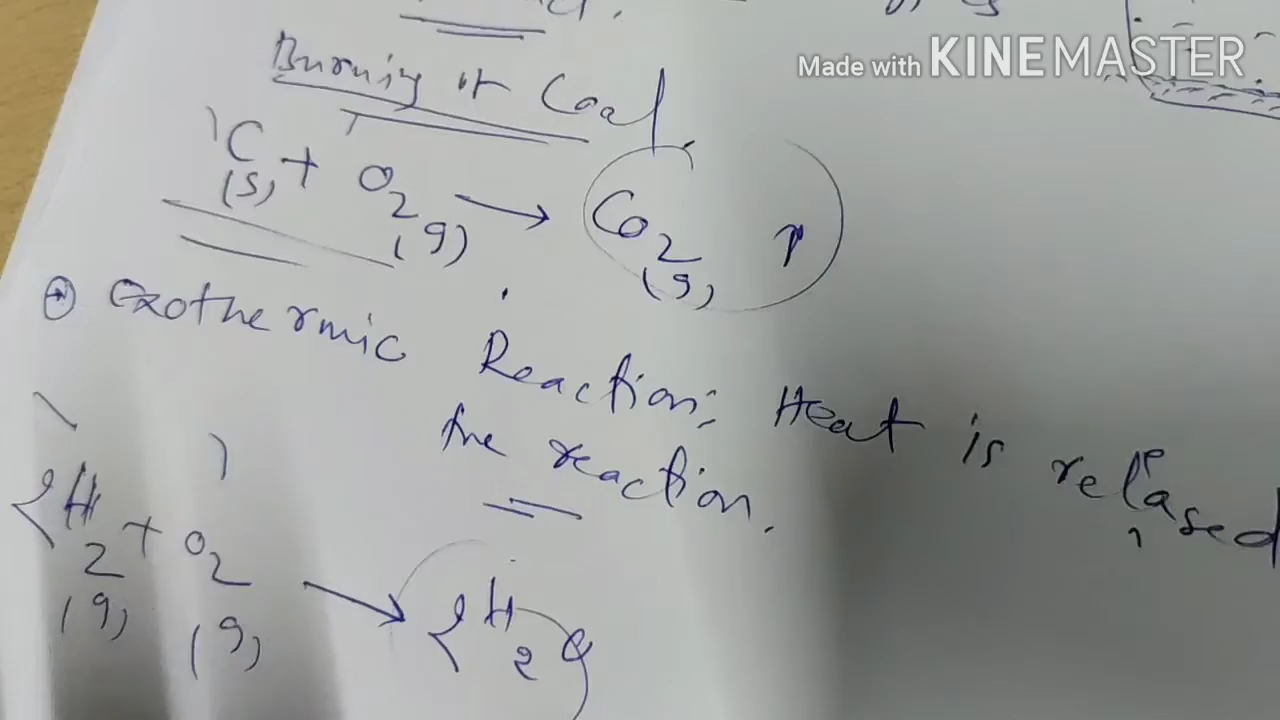 Made with KINEMASTER
Burning of Coal
C(s) + O2(g) → CO2(g)
Exothermic Reaction: Heat is released
the reaction.
2H2(g) + O2(g) → 2H2O